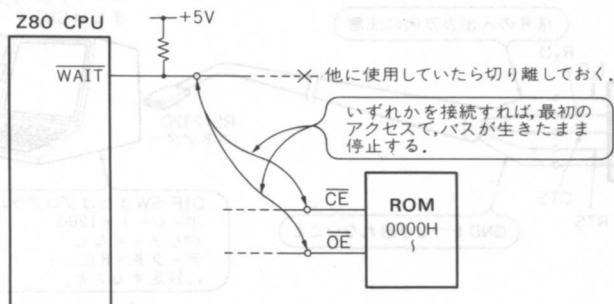 Z80 CPU
+5V
WAIT
他に使用していたら切り離しておく.
いずれかを接続すれば,最初の
アクセスで,バスが生きたまま
停止する.
CE
ROM
0000H
~
OE